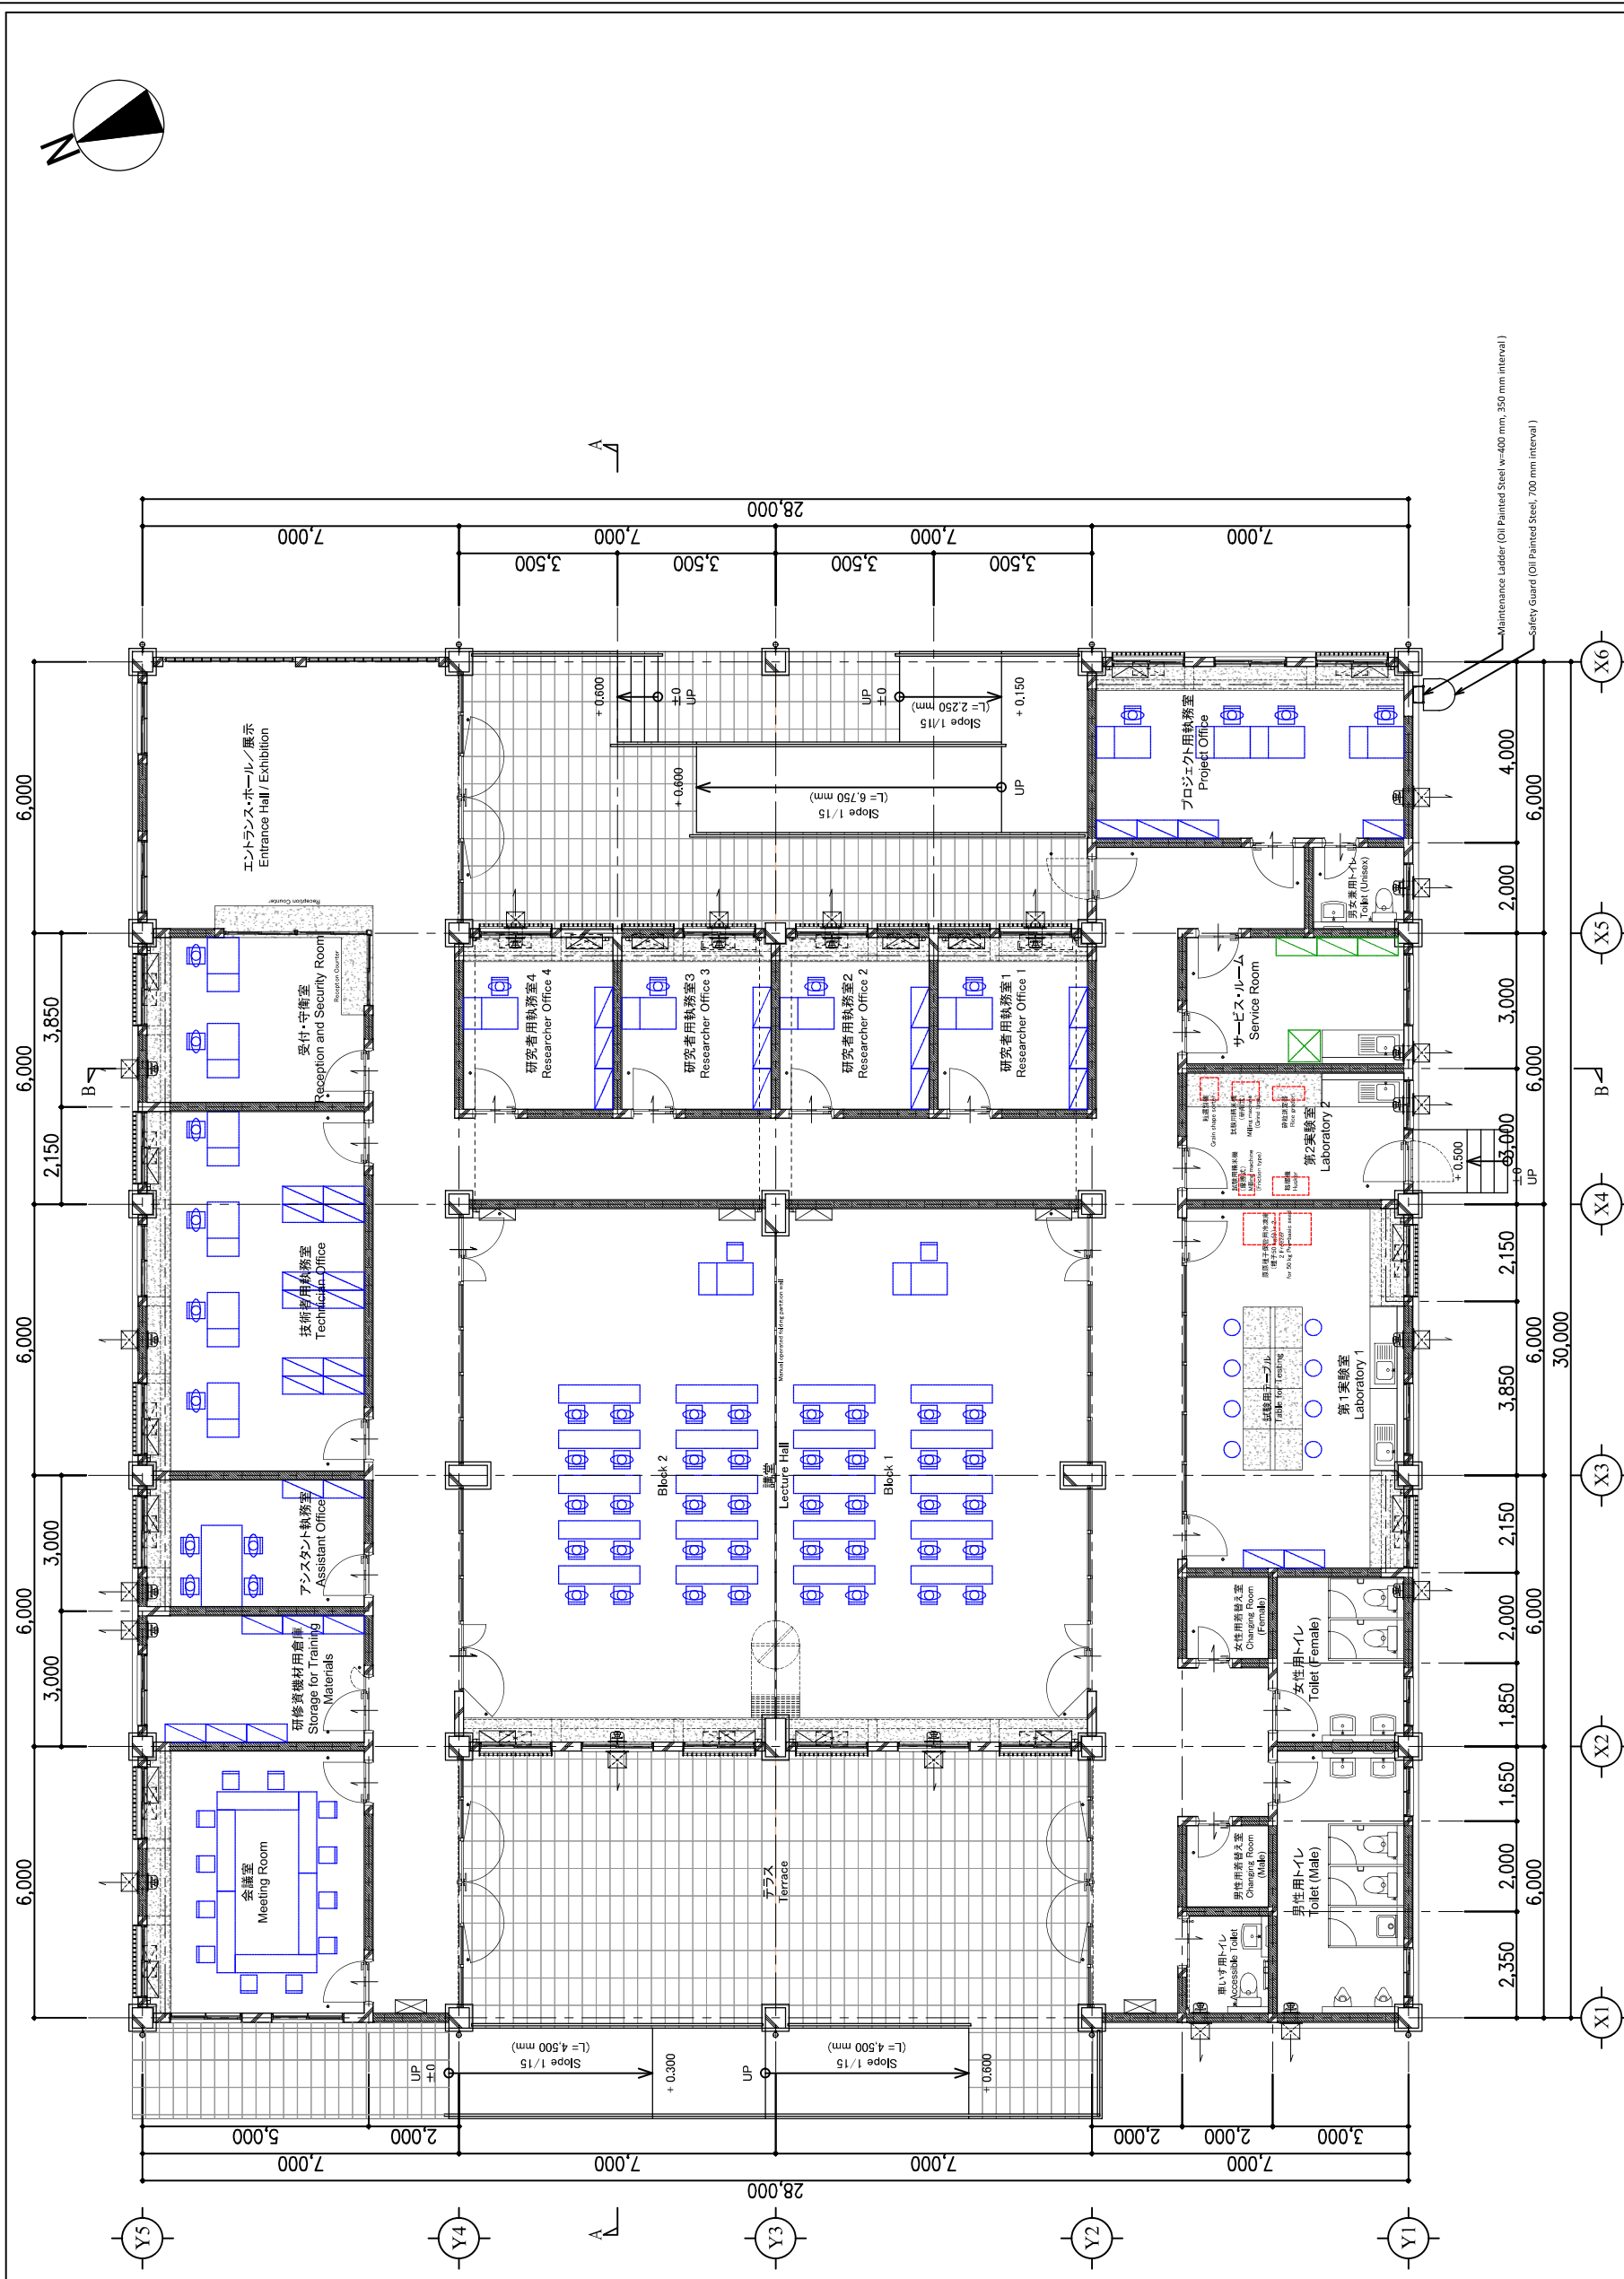 N
28,000
7,000
7,000
7,000
7,000
3,500
3,500
3,500
3,500
6,000
6,000
6,000
6,000
6,000
3,850
2,150
3,000
3,000
A
A
B
B
エントランス・ホール／展示
Entrance Hall / Exhibition
Reception Counter
Reception Counter
受付・守衛室
Reception and Security Room
技術者用執務室
Technician Office
アシスタント執務室
Assistant Office
研修資機材用倉庫
Storage for Training
Materials
会議室
Meeting Room
+ 0.600
±0
UP
UP
±0
Slope 1/15
(L= 2,250 mm)
+ 0.150
+ 0.600
Slope 1/15
(L= 6,750 mm)
UP
研究者用執務室4
Researcher Office 4
研究者用執務室3
Researcher Office 3
研究者用執務室2
Researcher Office 2
研究者用執務室1
Researcher Office 1
Manual operated folding partition wall
Block 2
講堂
Lecture Hall
Block 1
テラス
Terrace
UP
±0
Slope 1/15
(L= 4,500 mm)
+ 0.300
UP
Slope 1/15
(L= 4,500 mm)
+ 0.600
プロジェクト用執務室
Project Office
男女兼用トイレ
Toilet (Unisex)
サービス・ルーム
Service Room
第2実験室
Laboratory 2
Milling machine
(Friction type)
Husker
+ 0.500
±0
UP
試験用テーブル
Table for Testing
第1実験室
Laboratory 1
女性用着替え室
Changing Room
(Female)
女性用トイレ
Toilet (Female)
男性用着替え室
Changing Room
(Male)
男性用トイレ
Toilet (Male)
車いす用トイレ
Accessible Toilet
Maintenance Ladder (Oil Painted Steel w=400 mm, 350 mm interval )
Safety Guard (Oil Painted Steel, 700 mm interval )
4,000
2,000
3,000
3,000
2,150
3,850
2,150
2,000
1,850
1,650
2,000
2,350
6,000
6,000
6,000
6,000
6,000
30,000
X6
X5
X4
X3
X2
X1
5,000
2,000
2,000
2,000
3,000
7,000
7,000
7,000
7,000
28,000
Y5
Y4
Y3
Y2
Y1